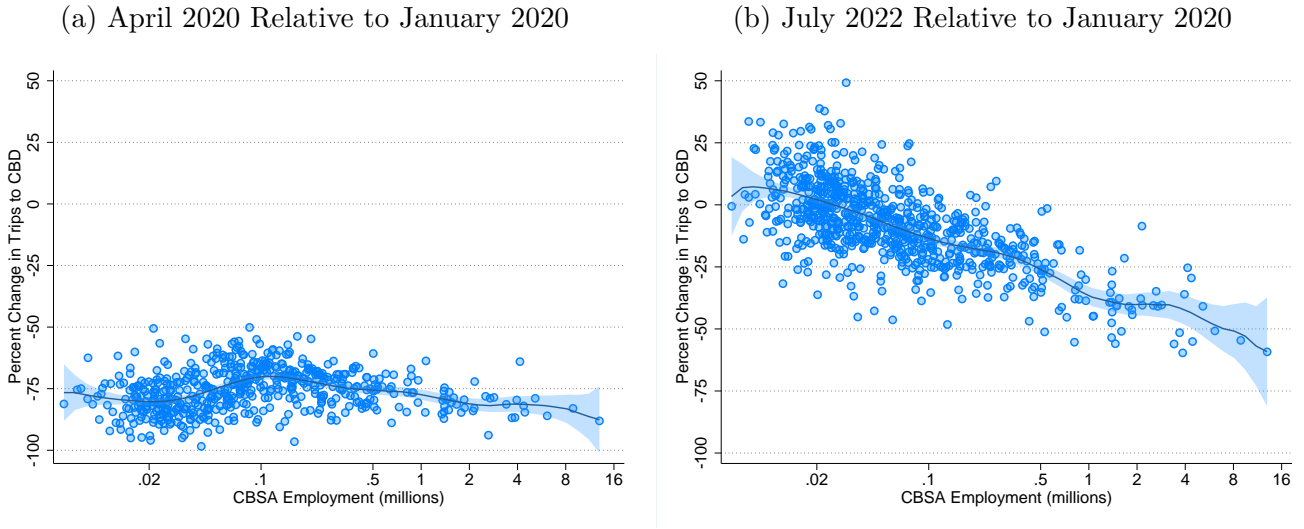 (a) April 2020 Relative to January 2020
Percent Change in Trips to CBD
50
25
0
-25
-50
-75
-100
.02 .1 .5 1 2 4 8 16
CBSA Employment (millions)
(b) July 2022 Relative to January 2020
Percent Change in Trips to CBD
50
25
0
-25
-50
-75
-100
.02 .1 .5 1 2 4 8 16
CBSA Employment (millions)